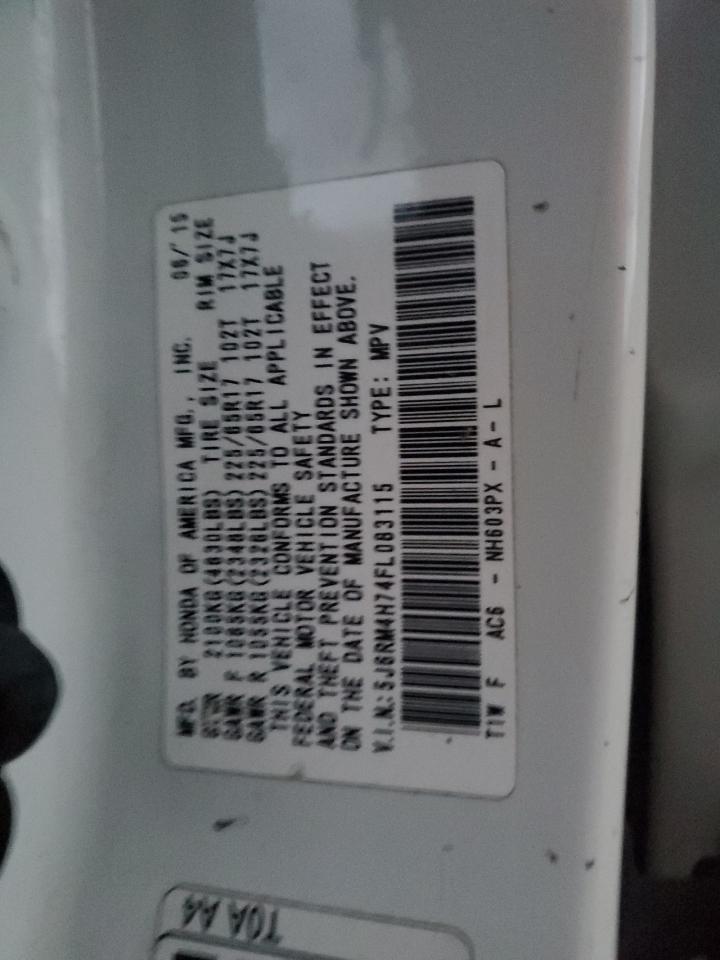 MFD. BY HONDA OF AMERICA MFG., INC. 06/'15
GVWR 2100KG(4630LBS) TIRE SIZE RIM SIZE
GAWR F 1065KG(2348LBS) 225/65R17 102T 17X7J
GAWR R 1055KG(2326LBS) 225/65R17 102T 17X7J
THIS VEHICLE CONFORMS TO ALL APPLICABLE
FEDERAL MOTOR VEHICLE SAFETY
AND THEFT PREVENTION STANDARDS IN EFFECT
ON THE DATE OF MANUFACTURE SHOWN ABOVE.
V.I.N.: 5J6RM4H74FL083115 TYPE: MPV
T1W F AC6 - NH603PX - A - L
TOA AA